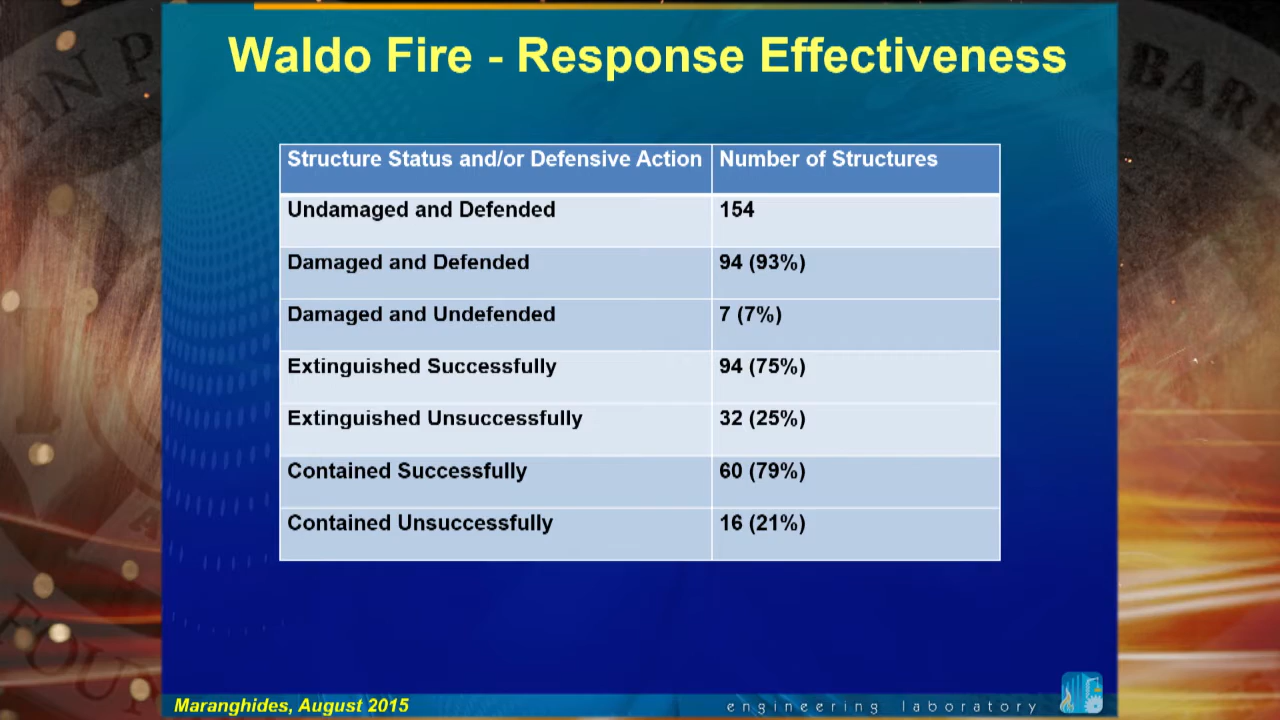 Waldo Fire - Response Effectiveness
Structure Status and/or Defensive Action Number of Structures
Undamaged and Defended 154
Damaged and Defended 94 (93%)
Damaged and Undefended 7 (7%)
Extinguished Successfully 94 (75%)
Extinguished Unsuccessfully 32 (25%)
Contained Successfully 60 (79%)
Contained Unsuccessfully 16 (21%)
Maranghides, August 2015
engineering laboratory